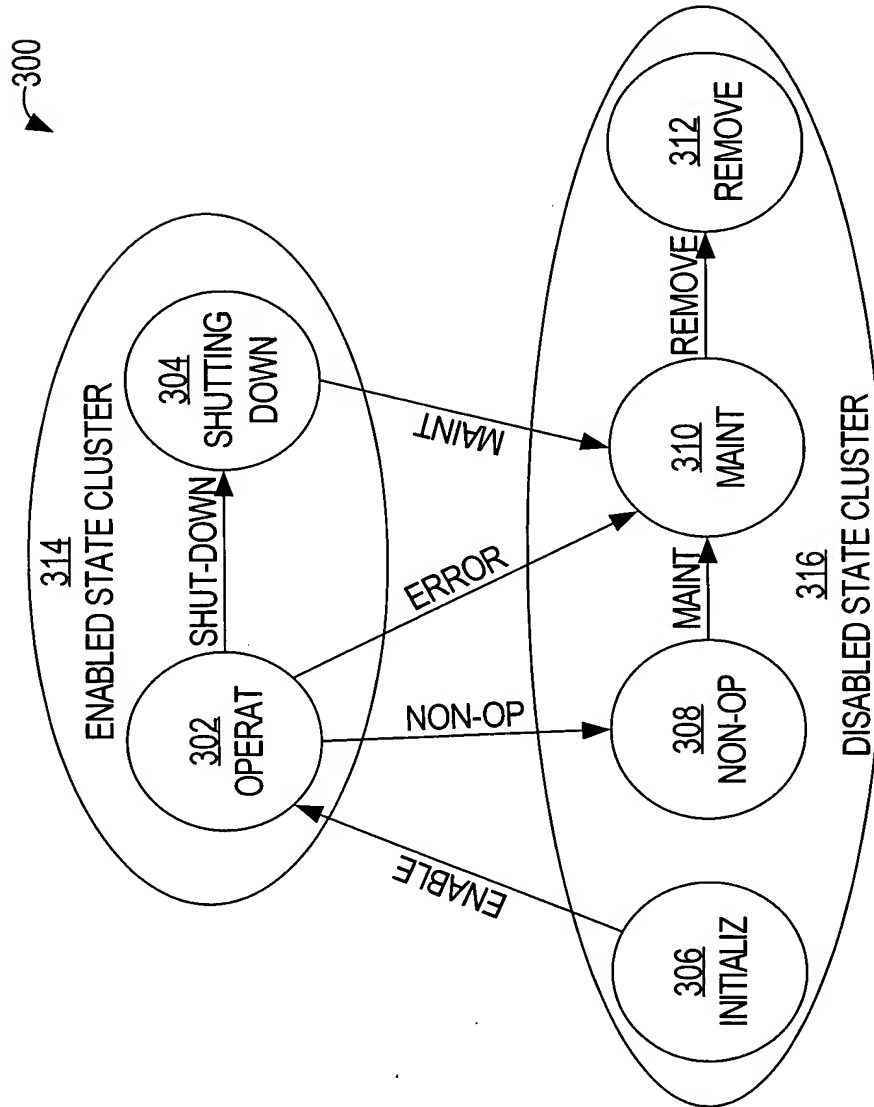 300
314
ENABLED STATE CLUSTER
302
OPERAT
SHUT-DOWN
304
SHUTTING
DOWN
ENABLE
NON-OP
ERROR
MAINT
306
INITIALIZ
308
NON-OP
MAINT
310
MAINT
REMOVE
312
REMOVE
316
DISABLED STATE CLUSTER